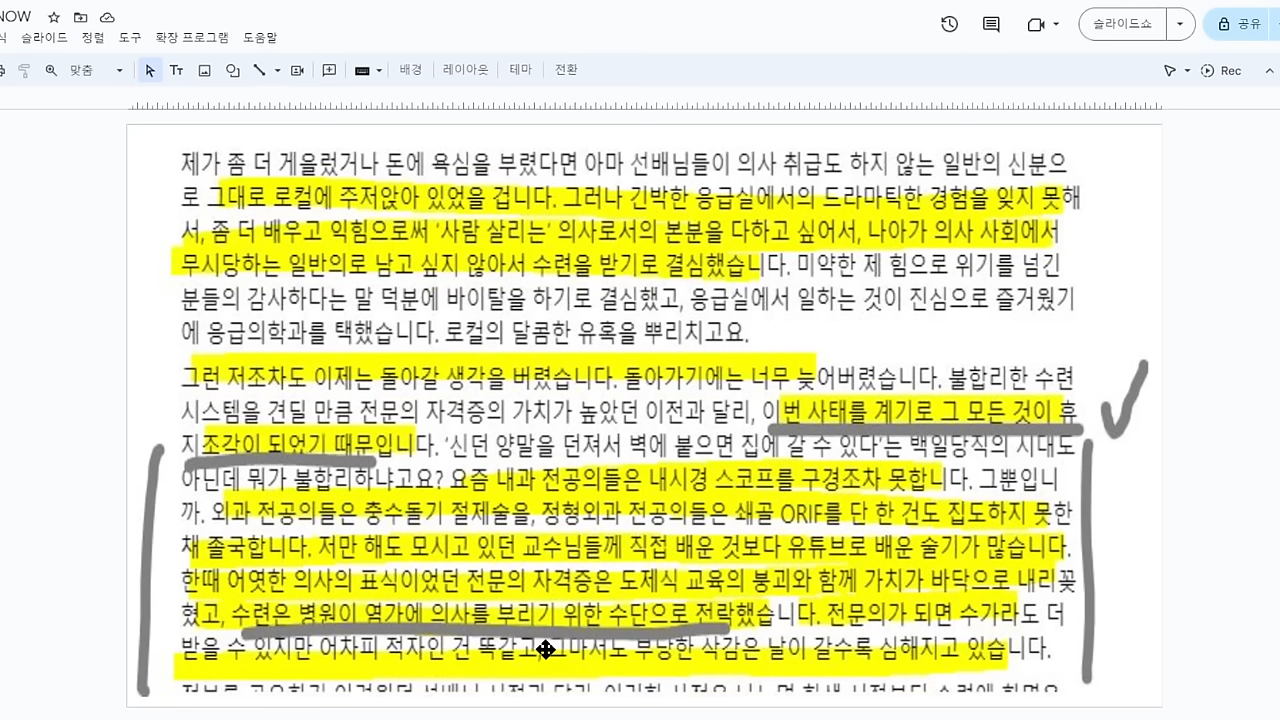 NOW
식 슬라이드 정렬 도구 확장 프로그램 도움말
슬라이드쇼
공유
맞춤
배경 레이아웃 테마 전환
Rec
제가 좀 더 게을렀거나 돈에 욕심을 부렸다면 아마 선배님들이 의사 취급도 하지 않는 일반의 신분으
로 그대로 로컬에 주저앉아 있었을 겁니다. 그러나 긴박한 응급실에서의 드라마틱한 경험을 잊지 못해
서, 좀 더 배우고 익힘으로써 ‘사람 살리는’ 의사로서의 본분을 다하고 싶어서, 나아가 의사 사회에서
무시당하는 일반의로 남고 싶지 않아서 수련을 받기로 결심했습니다. 미약한 제 힘으로 위기를 넘긴
분들의 감사하다는 말 덕분에 바이탈을 하기로 결심했고, 응급실에서 일하는 것이 진심으로 즐거웠기
에 응급의학과를 택했습니다. 로컬의 달콤한 유혹을 뿌리치고요.
그런 저조차도 이제는 돌아갈 생각을 버렸습니다. 돌아가기에는 너무 늦어버렸습니다. 불합리한 수련
시스템을 견딜 만큼 전문의 자격증의 가치가 높았던 이전과 달리, 이번 사태를 계기로 그 모든 것이 휴
지조각이 되었기 때문입니다. ‘신던 양말을 던져서 벽에 붙으면 집에 갈 수 있다’는 백일당직의 시대도
아닌데 뭐가 불합리하냐고요? 요즘 내과 전공의들은 내시경 스코프를 구경조차 못합니다. 그뿐입니
까. 외과 전공의들은 충수돌기 절제술을, 정형외과 전공의들은 쇄골 ORIF를 단 한 건도 집도하지 못한
채 졸국합니다. 저만 해도 모시고 있던 교수님들께 직접 배운 것보다 유튜브로 배운 술기가 많습니다.
한때 어엿한 의사의 표식이었던 전문의 자격증은 도제식 교육의 붕괴와 함께 가치가 바닥으로 내리꽂
혔고, 수련은 병원이 염가에 의사를 부리기 위한 수단으로 전락했습니다. 전문의가 되면 수가라도 더
받을 수 있지만 어차피 적자인 건 똑같고, 그마저도 부당한 삭감은 날이 갈수록 심해지고 있습니다.